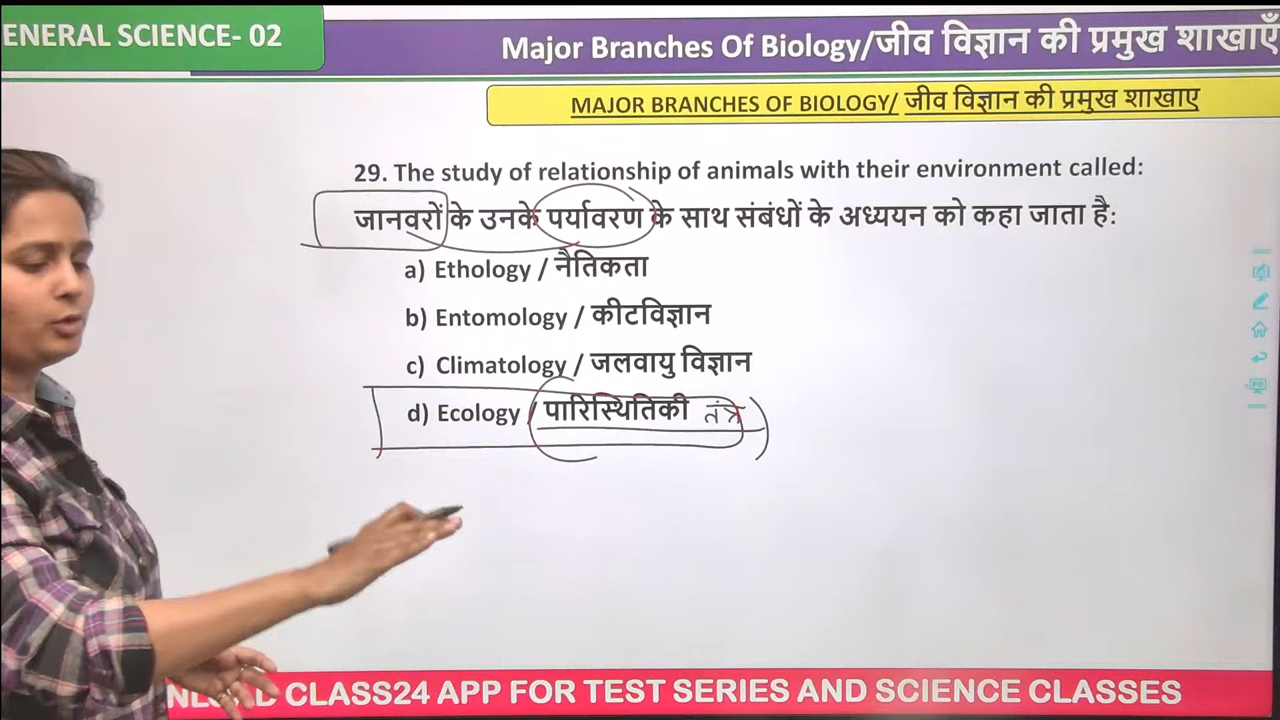 ENERAL SCIENCE- 02
Major Branches Of Biology/जीव विज्ञान की प्रमुख शाखाएँ
MAJOR BRANCHES OF BIOLOGY/ जीव विज्ञान की प्रमुख शाखाए
29. The study of relationship of animals with their environment called:
जानवरों के उनके पर्यावरण के साथ संबंधों के अध्ययन को कहा जाता है:
a) Ethology / नैतिकता
b) Entomology / कीटविज्ञान
c) Climatology / जलवायु विज्ञान
d) Ecology / पारिस्थितिकी तंत्र
CLASS24 APP FOR TEST SERIES AND SCIENCE CLASSES